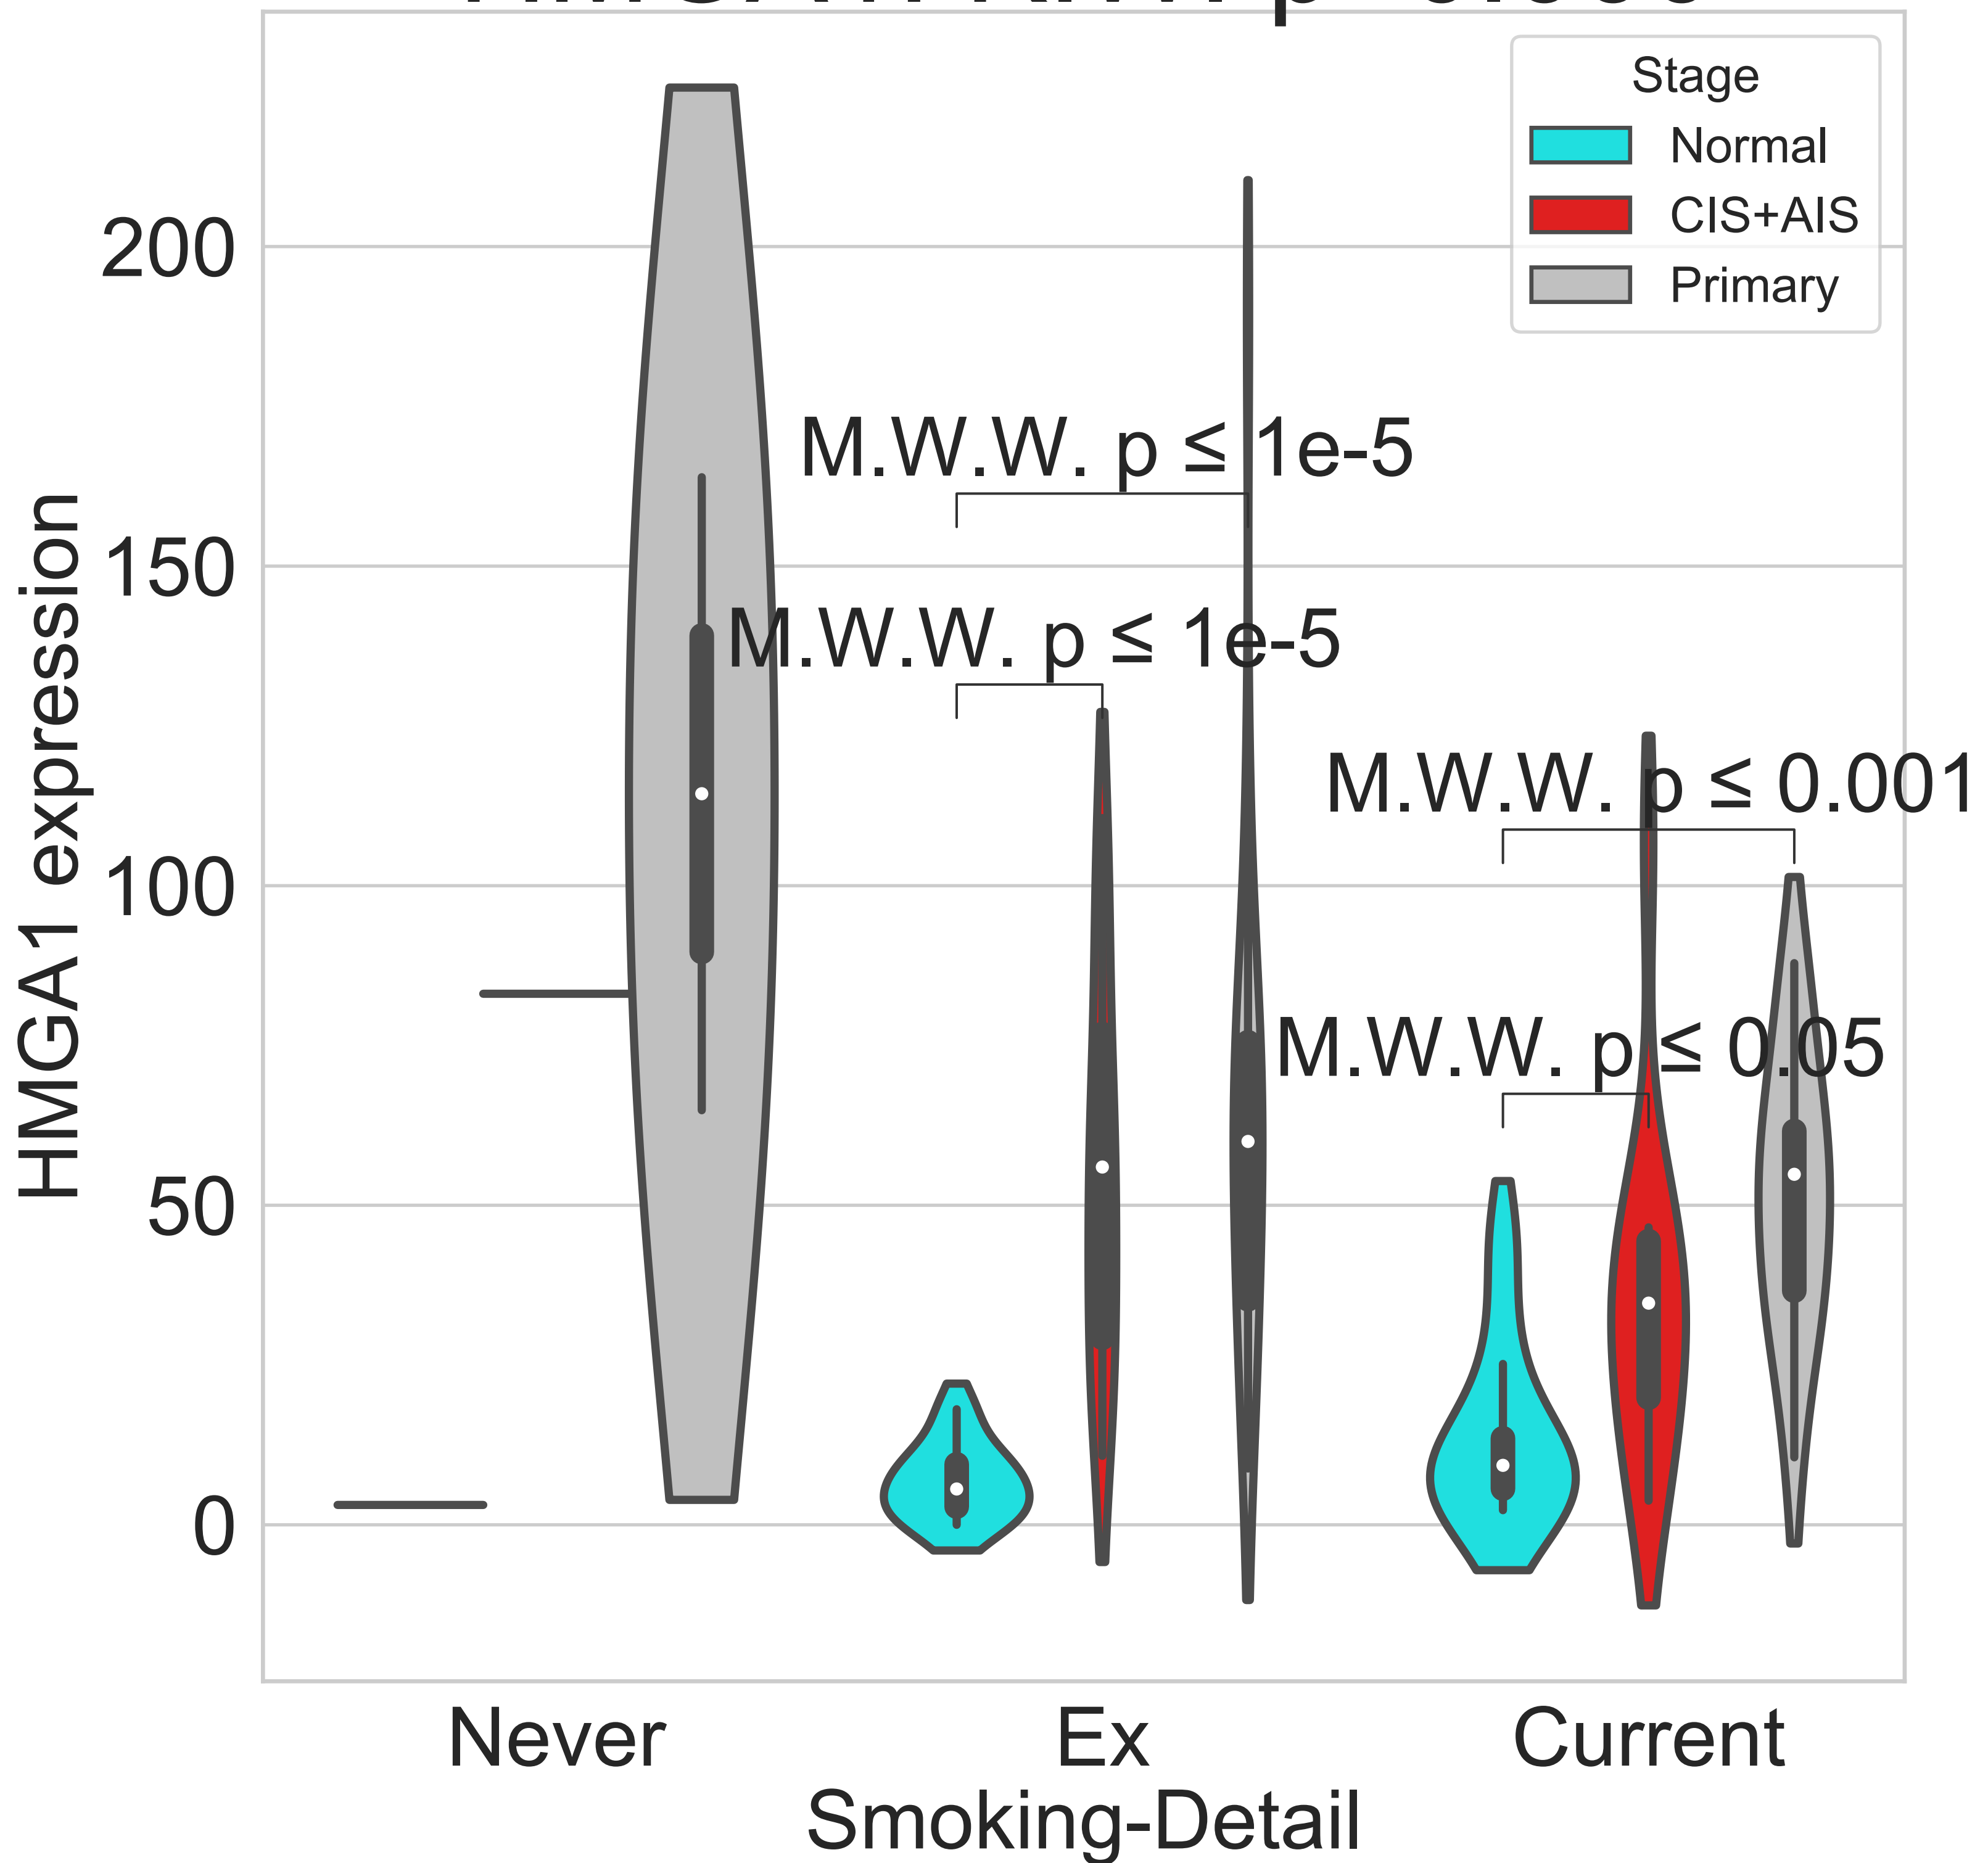 Stage
Normal
CIS+AIS
Primary
200
150
100
50
0
HMGA1 expression
M.W.W. p ≤ 1e-5
M.W.W. p ≤ 1e-5
M.W.W. p ≤ 0.001
M.W.W. p ≤ 0.05
Never
Ex
Current
Smoking-Detail